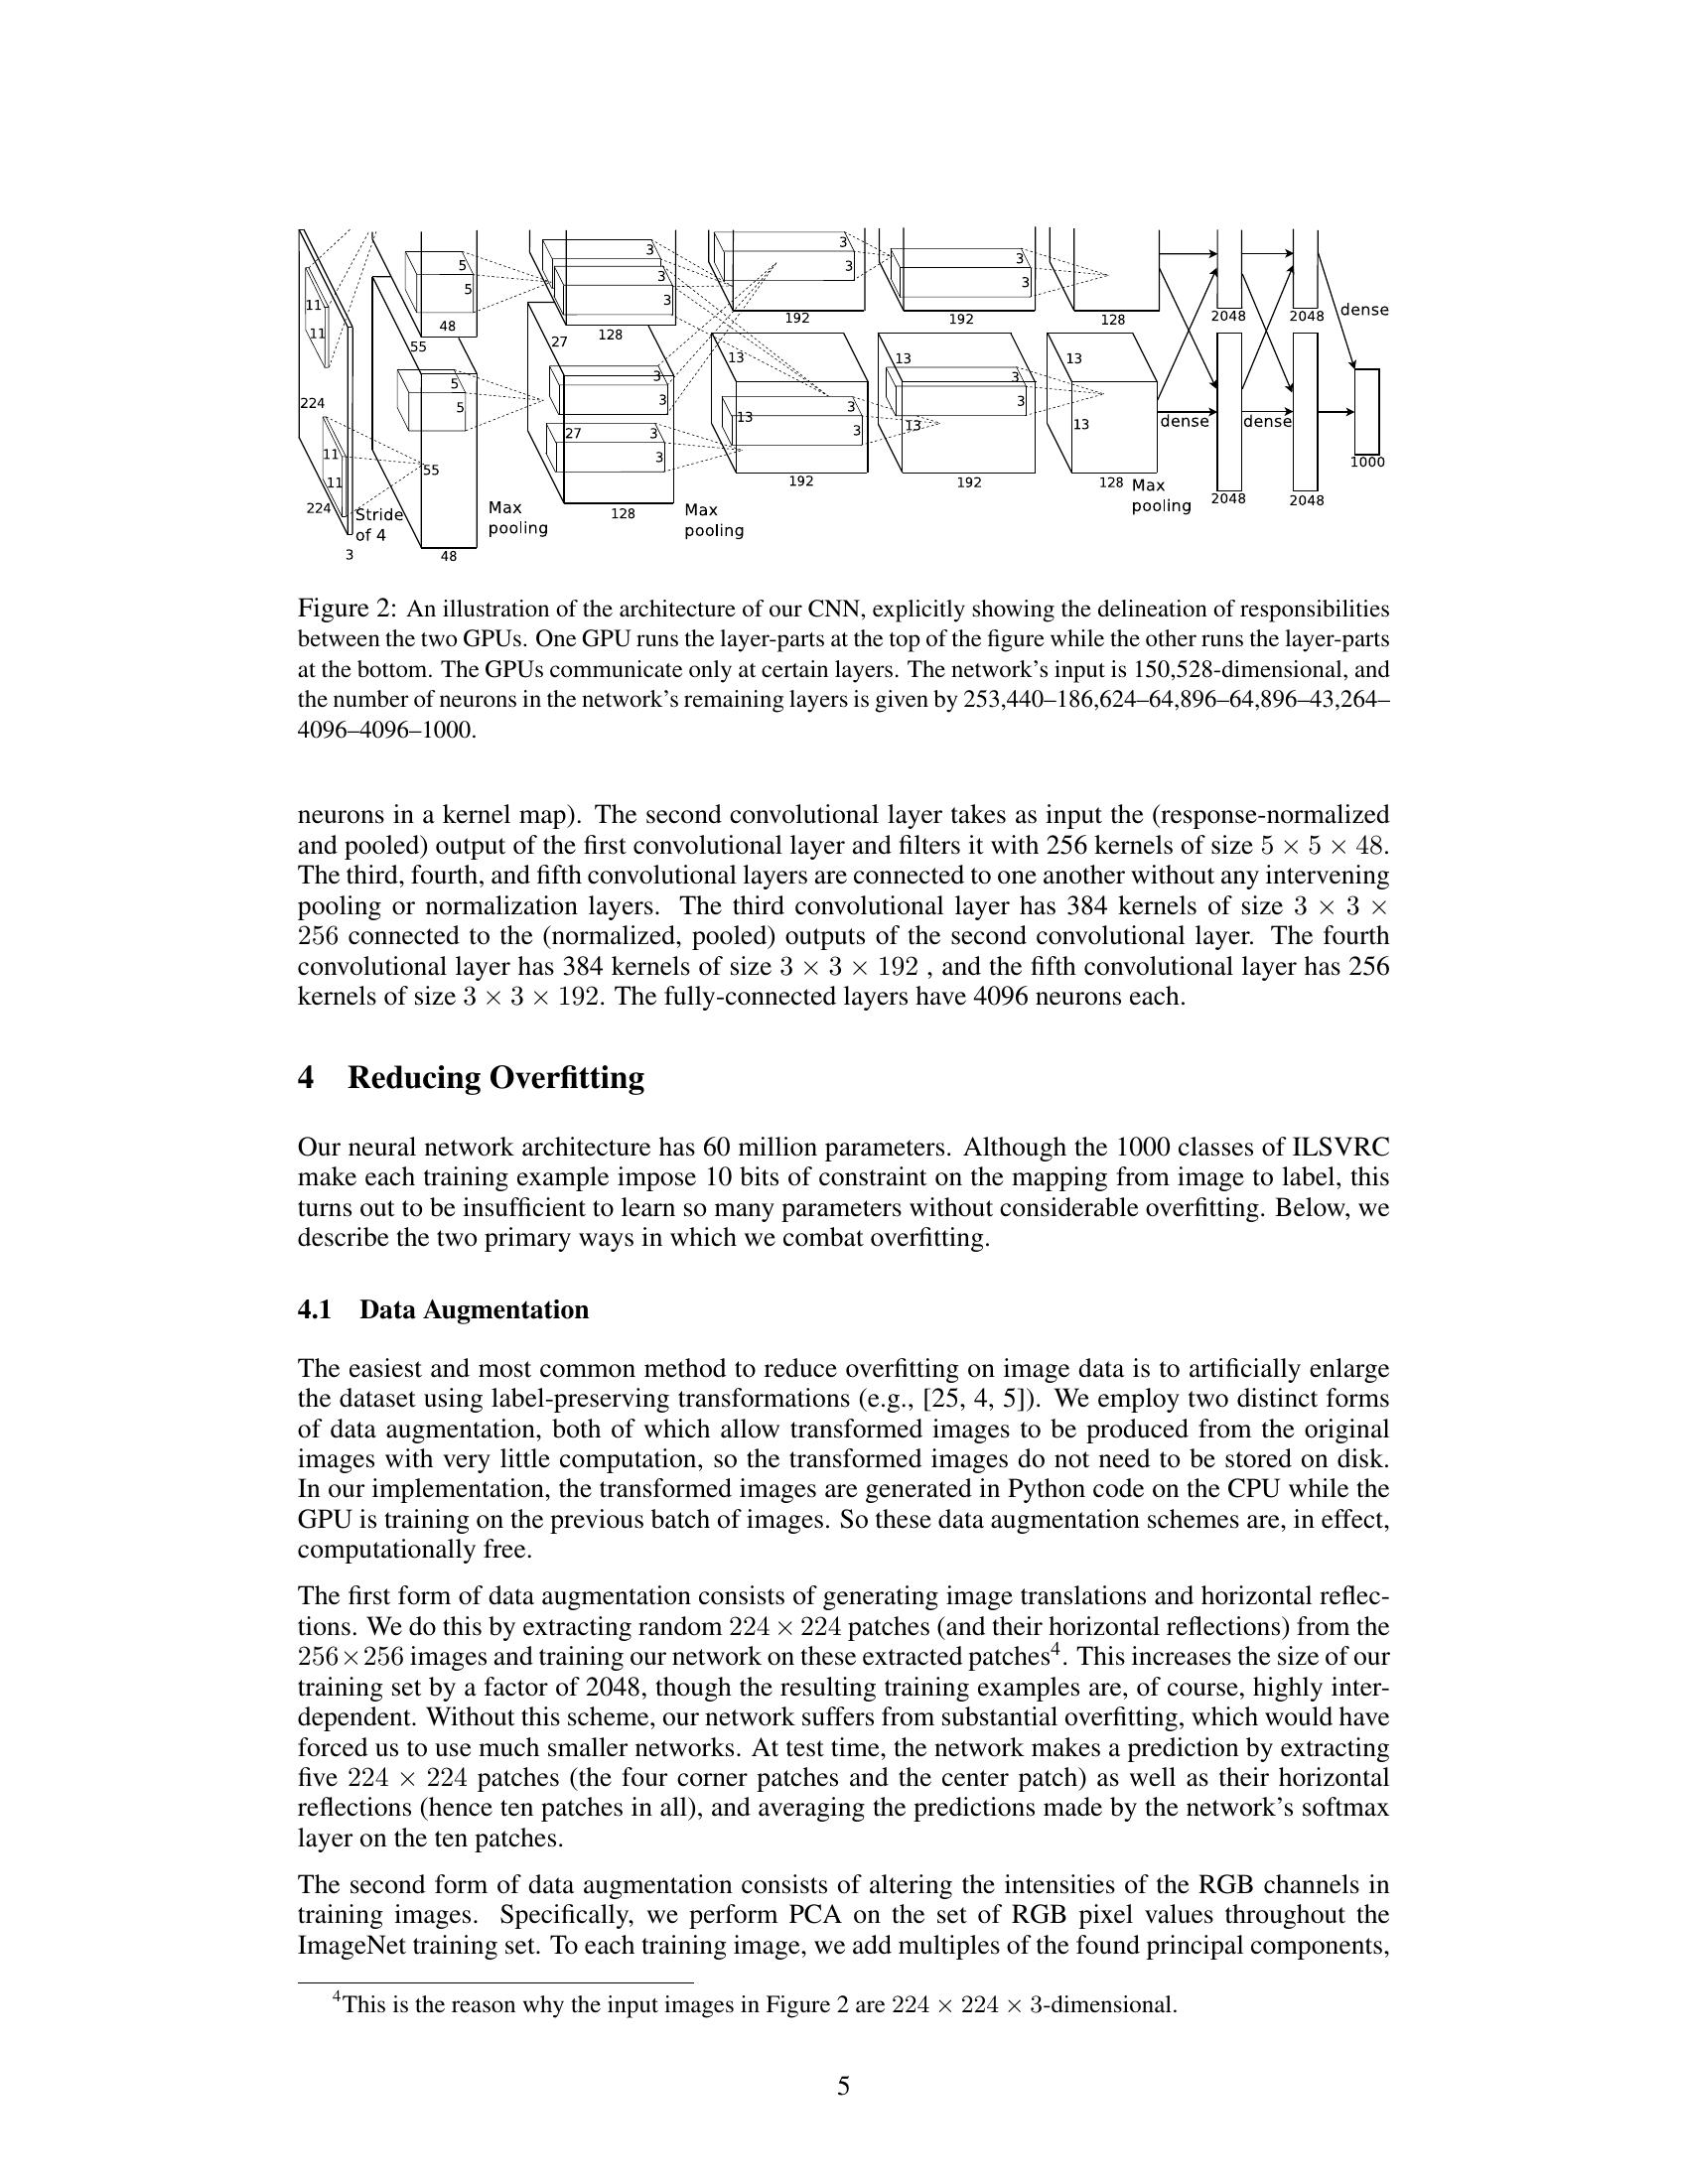 3
3
3
5
3
3
3
5
3
3
3
11
11
48
192
192
128
2048
2048
dense
55
27
128
13
13
13
5
3
3
3
5
3
3
224
13
3
13
13
dense
dense
27
3
11
55
3
1000
11
192
192
128
Max
pooling
2048
2048
224
Stride
of 4
Max
pooling
128
Max
pooling
3
48
Figure 2: An illustration of the architecture of our CNN, explicitly showing the delineation of responsibilities
between the two GPUs. One GPU runs the layer-parts at the top of the figure while the other runs the layer-parts
at the bottom. The GPUs communicate only at certain layers. The network's input is 150,528-dimensional, and
the number of neurons in the network's remaining layers is given by 253,440–186,624–64,896–64,896–43,264–
4096–4096–1000.
neurons in a kernel map). The second convolutional layer takes as input the (response-normalized
and pooled) output of the first convolutional layer and filters it with 256 kernels of size 5 × 5 × 48.
The third, fourth, and fifth convolutional layers are connected to one another without any intervening
pooling or normalization layers. The third convolutional layer has 384 kernels of size 3 × 3 ×
256 connected to the (normalized, pooled) outputs of the second convolutional layer. The fourth
convolutional layer has 384 kernels of size 3 × 3 × 192 , and the fifth convolutional layer has 256
kernels of size 3 × 3 × 192. The fully-connected layers have 4096 neurons each.
4 Reducing Overfitting
Our neural network architecture has 60 million parameters. Although the 1000 classes of ILSVRC
make each training example impose 10 bits of constraint on the mapping from image to label, this
turns out to be insufficient to learn so many parameters without considerable overfitting. Below, we
describe the two primary ways in which we combat overfitting.
4.1 Data Augmentation
The easiest and most common method to reduce overfitting on image data is to artificially enlarge
the dataset using label-preserving transformations (e.g., [25, 4, 5]). We employ two distinct forms
of data augmentation, both of which allow transformed images to be produced from the original
images with very little computation, so the transformed images do not need to be stored on disk.
In our implementation, the transformed images are generated in Python code on the CPU while the
GPU is training on the previous batch of images. So these data augmentation schemes are, in effect,
computationally free.
The first form of data augmentation consists of generating image translations and horizontal reflec-
tions. We do this by extracting random 224 × 224 patches (and their horizontal reflections) from the
256×256 images and training our network on these extracted patches⁴. This increases the size of our
training set by a factor of 2048, though the resulting training examples are, of course, highly inter-
dependent. Without this scheme, our network suffers from substantial overfitting, which would have
forced us to use much smaller networks. At test time, the network makes a prediction by extracting
five 224 × 224 patches (the four corner patches and the center patch) as well as their horizontal
reflections (hence ten patches in all), and averaging the predictions made by the network's softmax
layer on the ten patches.
The second form of data augmentation consists of altering the intensities of the RGB channels in
training images. Specifically, we perform PCA on the set of RGB pixel values throughout the
ImageNet training set. To each training image, we add multiples of the found principal components,
⁴This is the reason why the input images in Figure 2 are 224 × 224 × 3-dimensional.
5